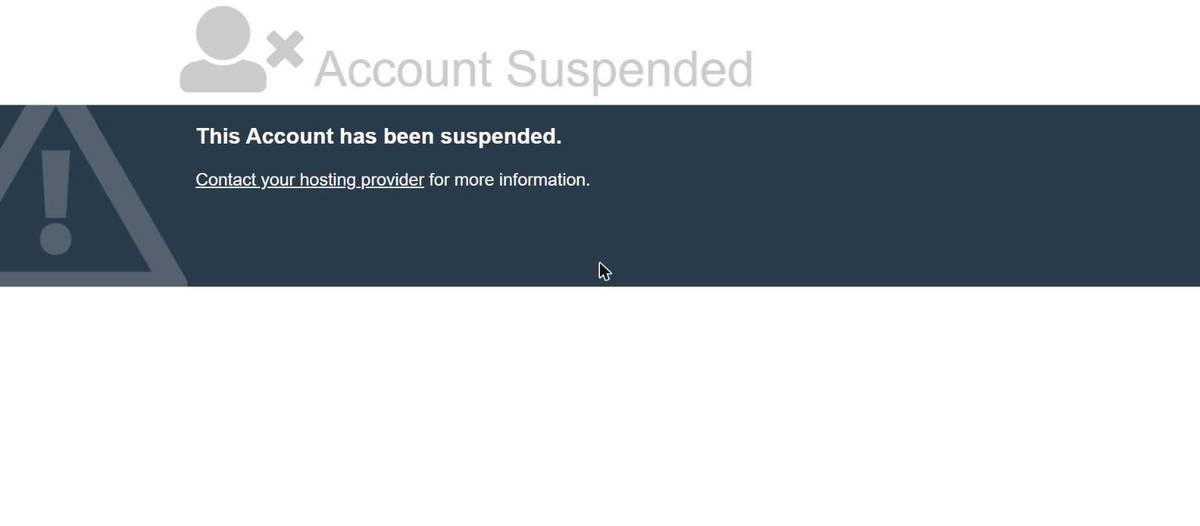 Account Suspended
This Account has been suspended.
Contact your hosting provider for more information.